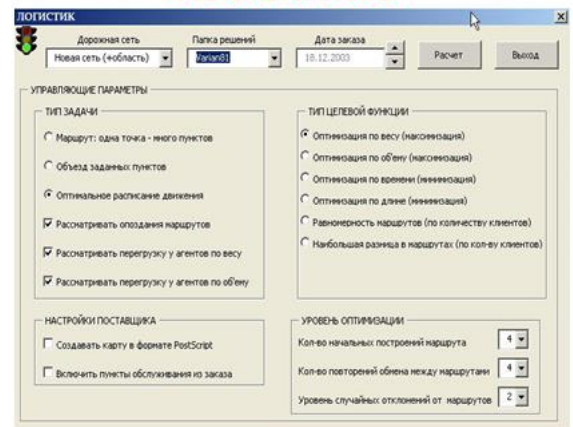 ЛОГИСТИК
Дорожная сеть Папка решений Дата заказа
Новая сеть (+область) Varian81 18.12.2003 Расчет Выход
УПРАВЛЯЮЩИЕ ПАРАМЕТРЫ
ТИП ЗАДАЧИ
Маршрут: одна точка - много пунктов
Объезд заданных пунктов
Оптимальное расписание движения
Рассматривать опоздания маршрутов
Рассматривать перегрузку у агентов по весу
Рассматривать перегрузку у агентов по об'ему
ТИП ЦЕЛЕВОЙ ФУНКЦИИ
Оптимизация по весу (максимизация)
Оптимизация по об'ему (максимизация)
Оптимизация по времени (минимизация)
Оптимизация по длине (минимизация)
Равномерность маршрутов (по количеству клиентов)
Наибольшая разница в маршрутах (по кол-ву клиентов)
НАСТРОЙКИ ПОСТАВЩИКА
Создавать карту в формате PostScript
Включить пункты обслуживания из заказа
УРОВЕНЬ ОПТИМИЗАЦИИ
Кол-во начальных построений маршрута 4
Кол-во повторений обмена между маршрутами 4
Уровень случайных отклонений от маршрутов 2